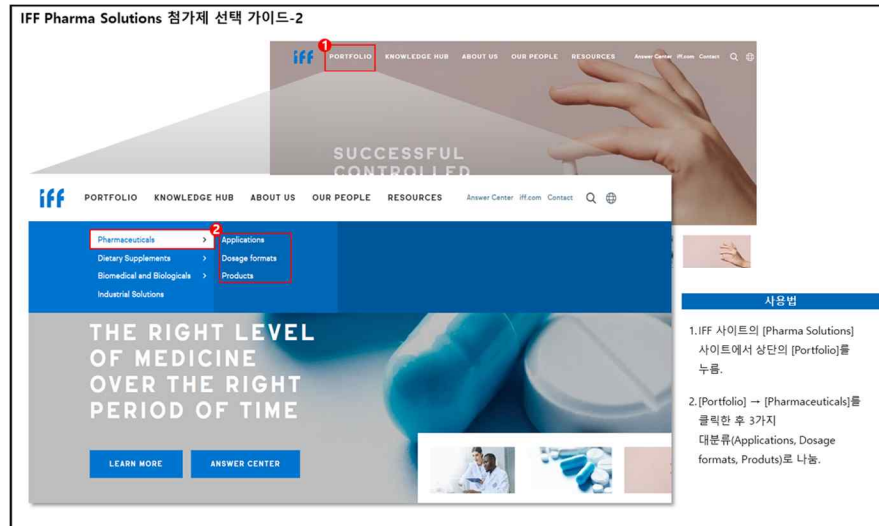 IFF Pharma Solutions 첨가제 선택 가이드-2
1
iff PORTFOLIO KNOWLEDGE HUB ABOUT US OUR PEOPLE RESOURCES Answer Center iff.com Contact
SUCCESSFUL
CONTROLLED
iff PORTFOLIO KNOWLEDGE HUB ABOUT US OUR PEOPLE RESOURCES Answer Center iff.com Contact
2
Pharmaceuticals > Applications
Dietary Supplements > Dosage formats
Biomedical and Biologicals > Products
Industrial Solutions
THE RIGHT LEVEL
OF MEDICINE
OVER THE RIGHT
PERIOD OF TIME
LEARN MORE ANSWER CENTER
사용법
1.IFF 사이트의 [Pharma Solutions]
사이트에서 상단의 [Portfolio]를
누름.
2.[Portfolio] → [Pharmaceuticals]를
클릭한 후 3가지
대분류(Applications, Dosage
formats, Produts)로 나눔.